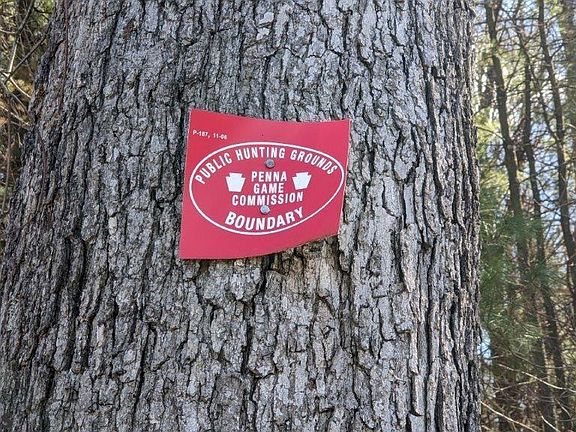 P-187, 11-06
PUBLIC HUNTING GROUNDS
PENNA
GAME
COMMISSION
BOUNDARY